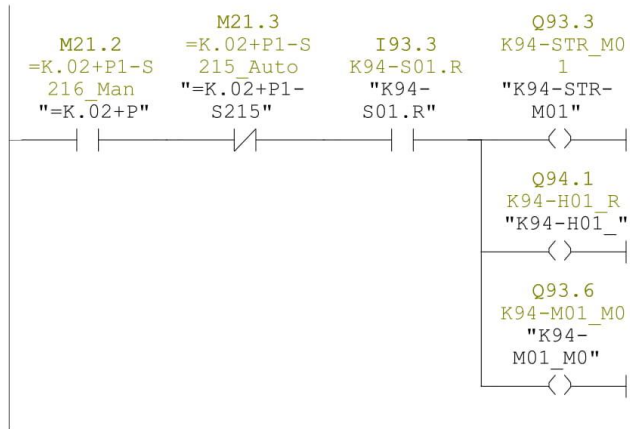 M21.2
=K.02+P1-S
216_Man
"=K.02+P"
M21.3
=K.02+P1-S
215_Auto
"=K.02+P1-
S215"
I93.3
K94-S01.R
"K94-
S01.R"
Q93.3
K94-STR_M0
1
"K94-STR-
M01"
Q94.1
K94-H01_R
"K94-H01_"
Q93.6
K94-M01_M0
"K94-
M01_M0"